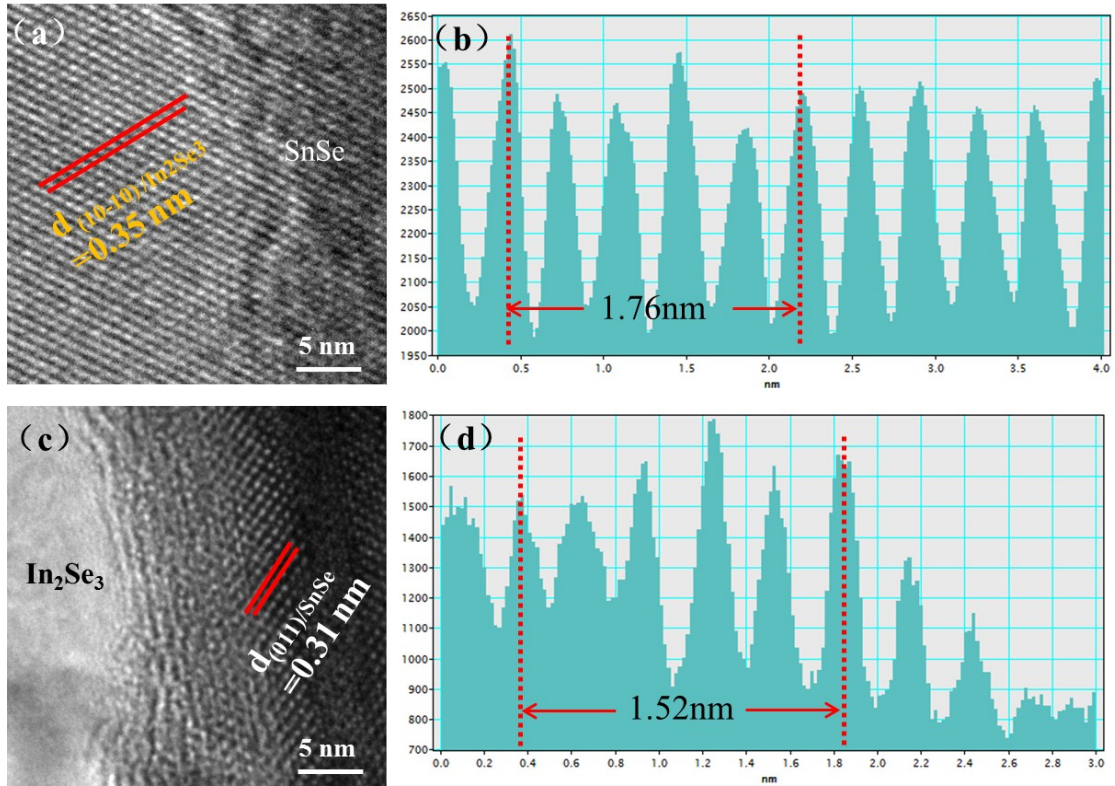 (a)
SnSe
d (10-10)/In2Se3
=0.35 nm
5 nm
(b)
2650
2600
2550
2500
2450
2400
2350
2300
2250
2200
2150
2100
2050
2000
1950
1.76nm
0.0 0.5 1.0 1.5 2.0 2.5 3.0 3.5 4.0
nm
(c)
In₂Se₃
d(011)/SnSe
=0.31 nm
5 nm
(d)
1800
1700
1600
1500
1400
1300
1200
1100
1000
900
800
700
1.52nm
0.0 0.2 0.4 0.6 0.8 1.0 1.2 1.4 1.6 1.8 2.0 2.2 2.4 2.6 2.8 3.0
nm